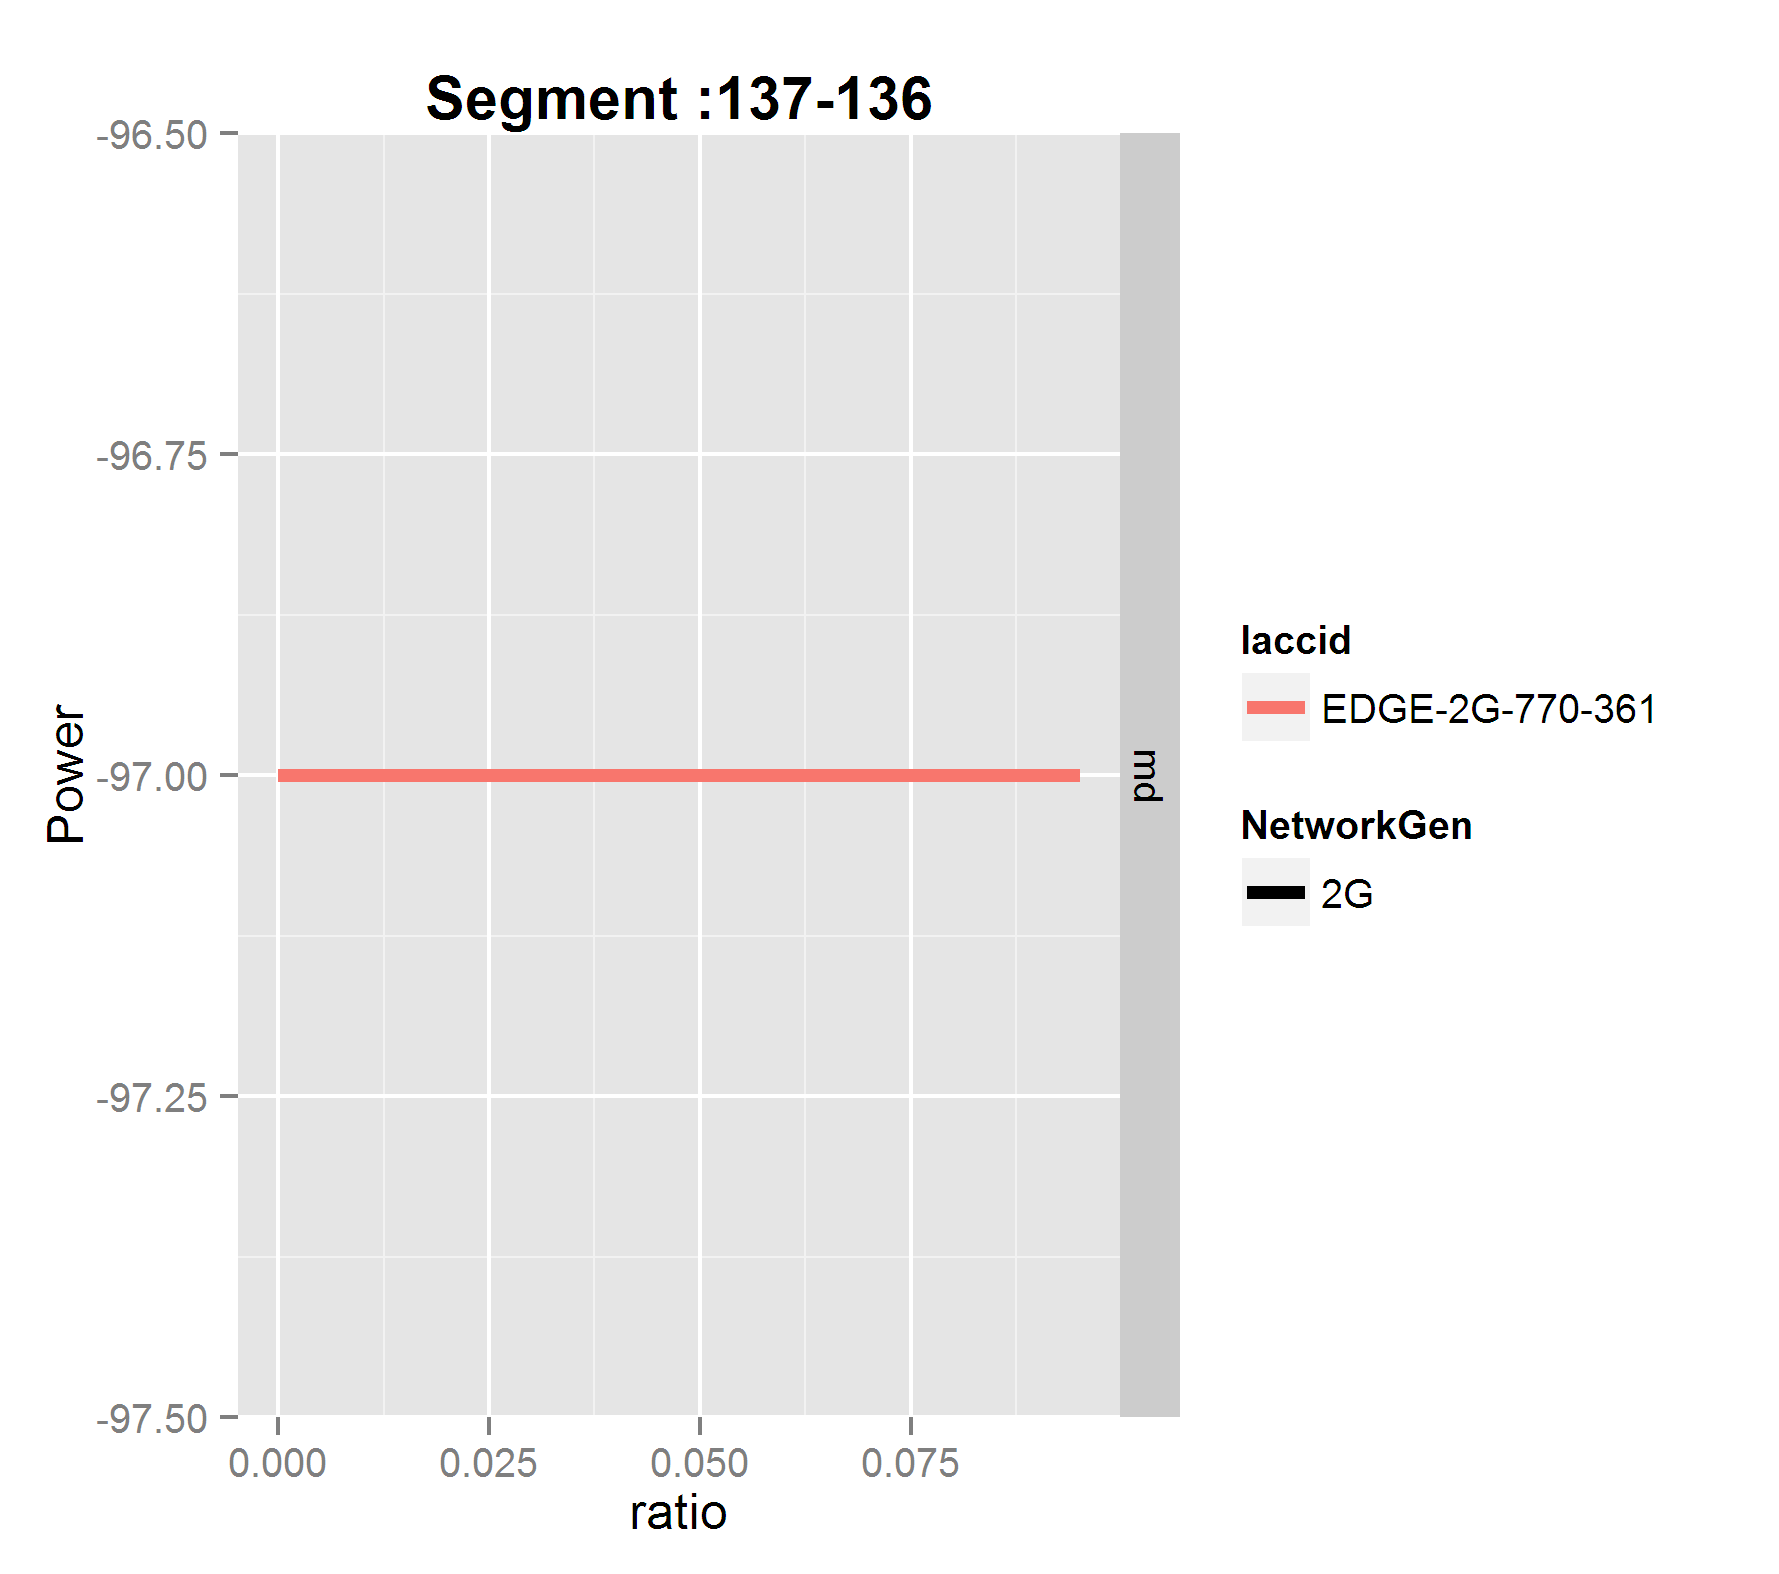 Segment :137-136
-96.50
-96.75
-97.00
-97.25
-97.50
Power
0.000 0.025 0.050 0.075
ratio
md
laccid
EDGE-2G-770-361
NetworkGen
2G